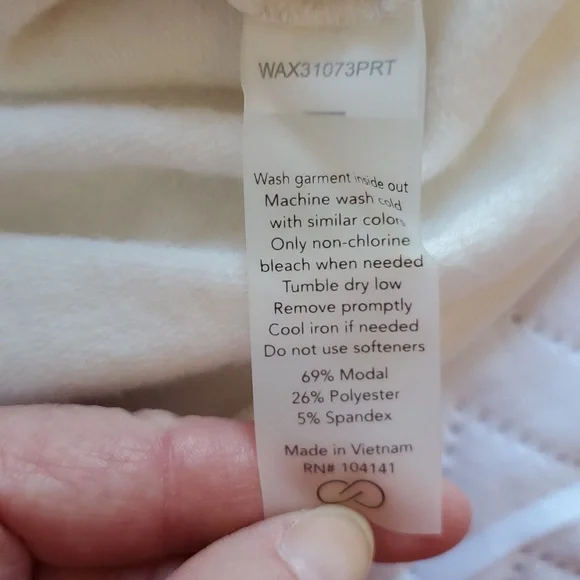 WAX31073PRT
Wash garment inside out
Machine wash cold
with similar colors
Only non-chlorine
bleach when needed
Tumble dry low
Remove promptly
Cool iron if needed
Do not use softeners
69% Modal
26% Polyester
5% Spandex
Made in Vietnam
RN# 104141